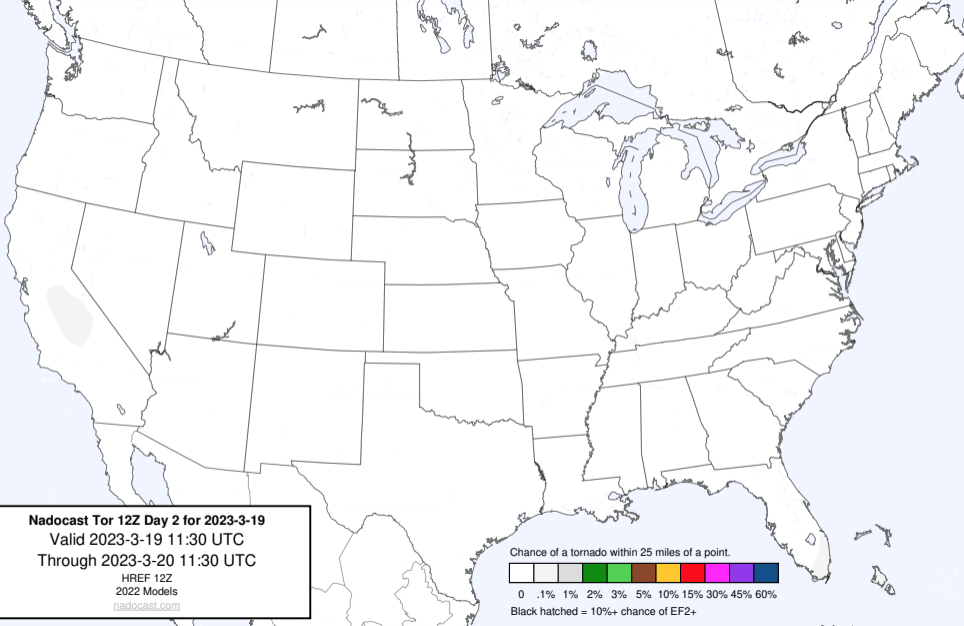 Nadocast Tor 12Z Day 2 for 2023-3-19
Valid 2023-3-19 11:30 UTC
Through 2023-3-20 11:30 UTC
HREF 12Z
2022 Models
nadocast.com
Chance of a tornado within 25 miles of a point.
0 .1% 1% 2% 3% 5% 10% 15% 30% 45% 60%
Black hatched = 10%+ chance of EF2+